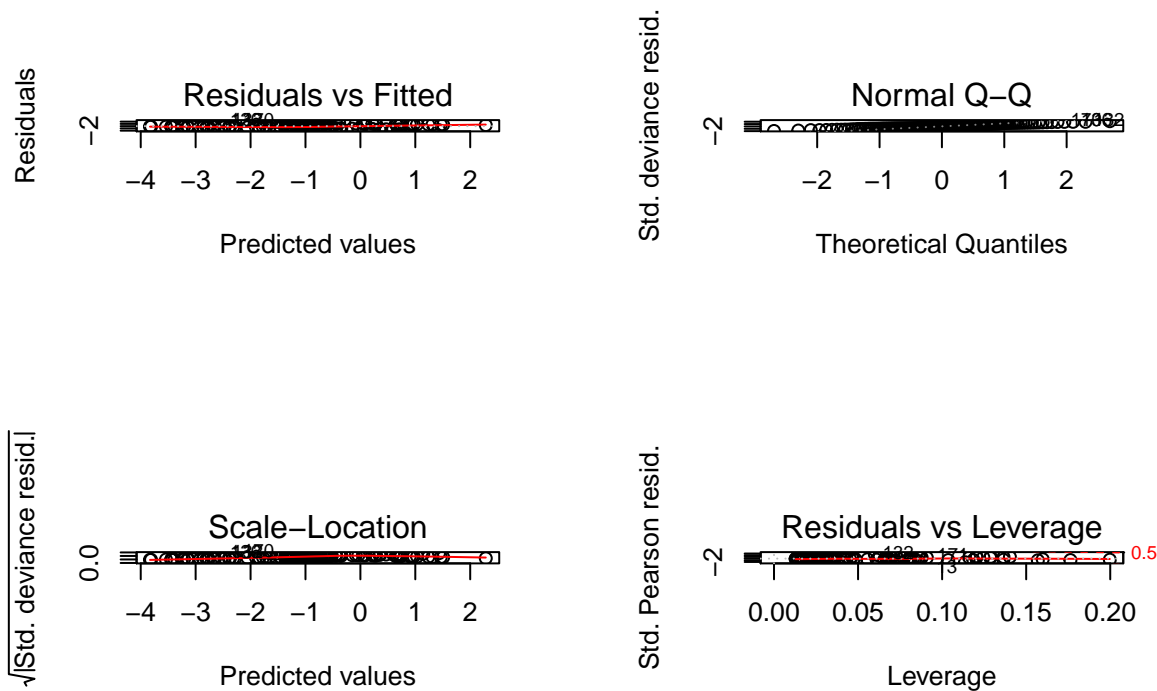 Residuals vs Fitted
Residuals
−2
−4 −3 −2 −1 0 1 2
Predicted values
Normal Q−Q
Std. deviance resid.
−2
−2 −1 0 1 2
Theoretical Quantiles
Scale−Location
√|Std. deviance resid.|
0.0
−4 −3 −2 −1 0 1 2
Predicted values
Residuals vs Leverage
Std. Pearson resid.
−2
0.5
0.00 0.05 0.10 0.15 0.20
Leverage